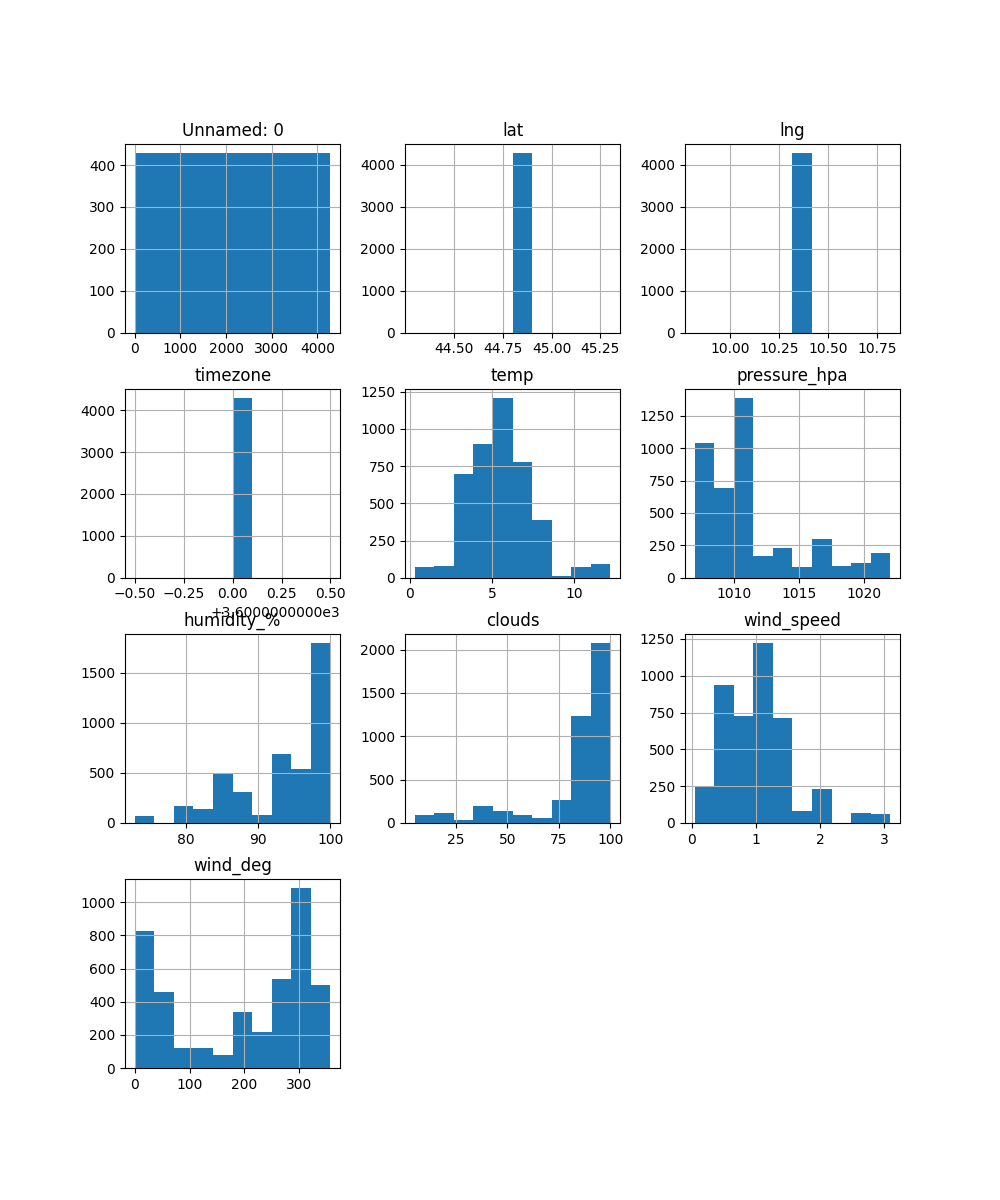 Unnamed: 0
lat
lng
400
300
200
100
0
0 1000 2000 3000 4000
4000
3000
2000
1000
0
44.50 44.75 45.00 45.25
4000
3000
2000
1000
0
10.00 10.25 10.50 10.75
timezone
temp
pressure_hpa
4000
3000
2000
1000
0
−0.50 −0.25 0.00 0.25 0.50
+3.6000000000e3
1250
1000
750
500
250
0
0 5 10
1250
1000
750
500
250
0
1010 1015 1020
humidity_%
clouds
wind_speed
1500
1000
500
0
80 90 100
2000
1500
1000
500
0
25 50 75 100
1250
1000
750
500
250
0
0 1 2 3
wind_deg
1000
800
600
400
200
0
0 100 200 300